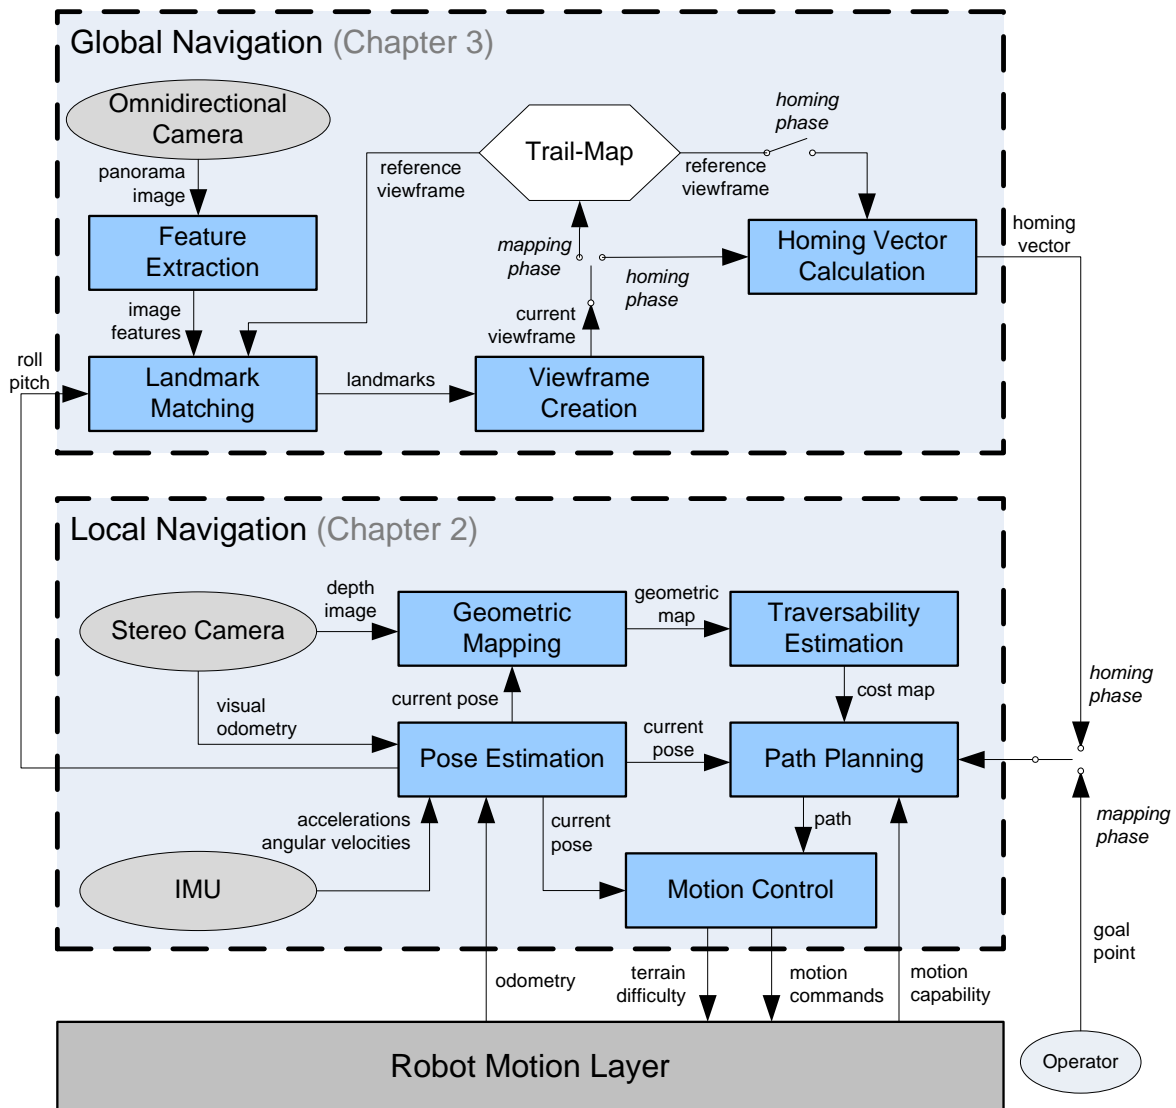 Global Navigation (Chapter 3)
Omnidirectional
Camera
panorama
image
Feature
Extraction
image
features
reference
viewframe
Trail-Map
homing
phase
reference
viewframe
mapping
phase
homing
phase
Homing Vector
Calculation
homing
vector
current
viewframe
roll
pitch
Landmark
Matching
landmarks
Viewframe
Creation
Local Navigation (Chapter 2)
Stereo Camera
depth
image
Geometric
Mapping
geometric
map
Traversability
Estimation
visual
odometry
current pose
cost map
Pose Estimation
current
pose
Path Planning
homing
phase
mapping
phase
accelerations
angular velocities
current
pose
path
IMU
Motion Control
goal
point
odometry
terrain
difficulty
motion
commands
motion
capability
Robot Motion Layer
Operator